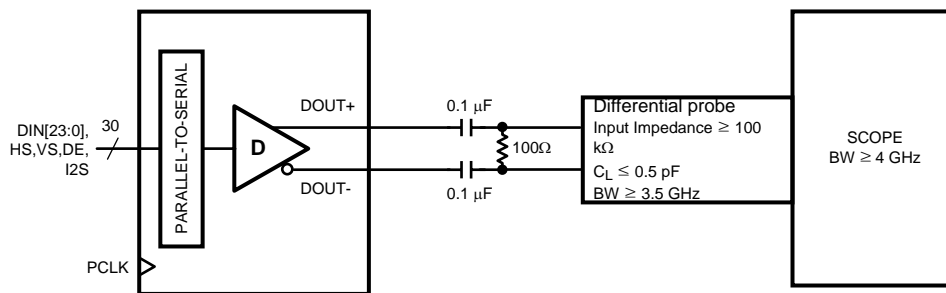 DIN[23:0],
HS,VS,DE,
I2S
30
PCLK
PARALLEL-TO-SERIAL
D
DOUT+
DOUT-
0.1 μF
100Ω
0.1 μF
Differential probe
Input Impedance ≥ 100
kΩ
CL ≤ 0.5 pF
BW ≥ 3.5 GHz
SCOPE
BW ≥ 4 GHz